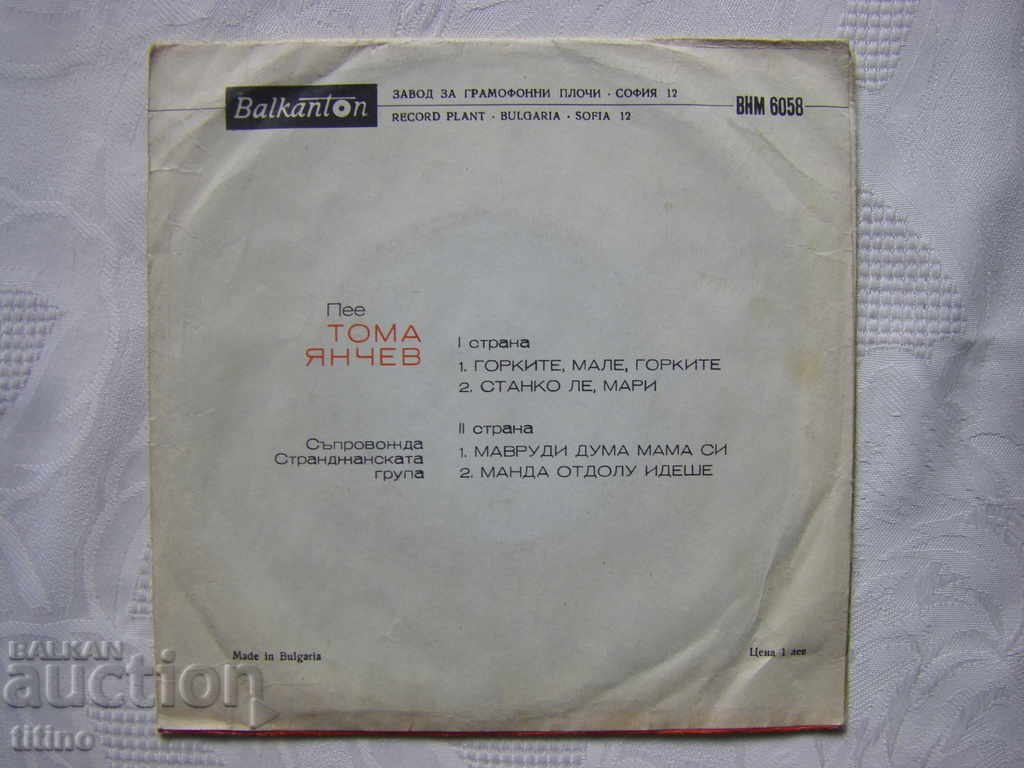 Balkanton
ЗАВОД ЗА ГРАМОФОННИ ПЛОЧИ · СОФИЯ 12
RECORD PLANT · BULGARIA · SOFIA 12
ВНМ 6058
Пее
ТОМА
ЯНЧЕВ
Съпровожда
Странджанската
група
I страна
1. ГОРКИТЕ, МАЛЕ, ГОРКИТЕ
2. СТАНКО ЛЕ, МАРИ
II страна
1. МАВРУДИ ДУМА МАМА СИ
2. МАНДА ОТДОЛУ ИДЕШЕ
Made in Bulgaria
Цена 1 лев
BALKAN
auction
titino